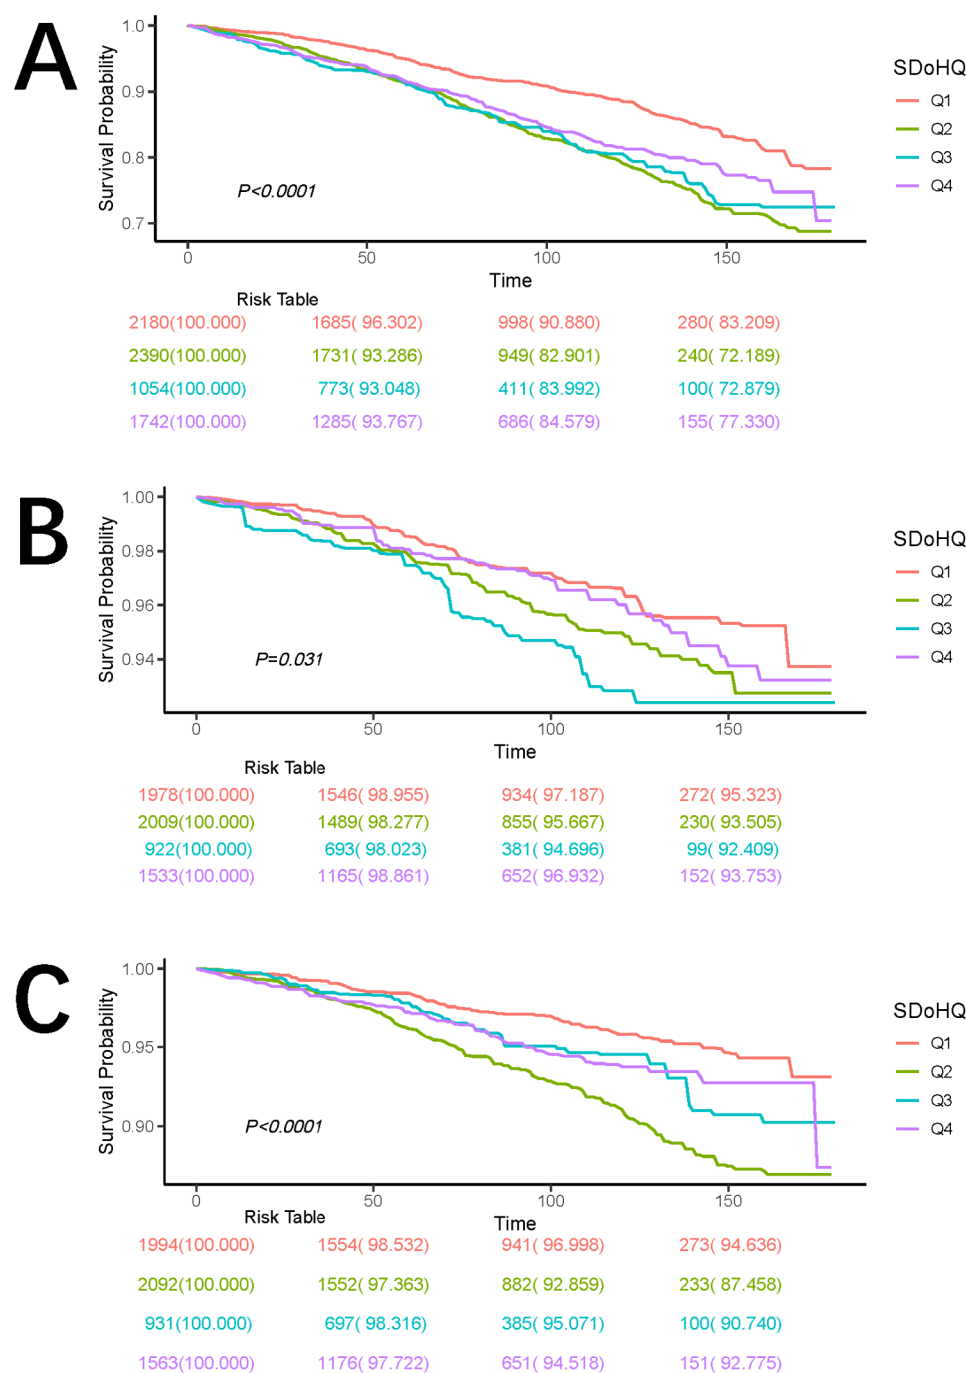 A
Survival Probability
1.0
0.9
0.8
0.7
P<0.0001
0 50 100 150
Time
SDoHQ
Q1
Q2
Q3
Q4
Risk Table
2180(100.000) 1685( 96.302) 998( 90.880) 280( 83.209)
2390(100.000) 1731( 93.286) 949( 82.901) 240( 72.189)
1054(100.000) 773( 93.048) 411( 83.992) 100( 72.879)
1742(100.000) 1285( 93.767) 686( 84.579) 155( 77.330)
B
Survival Probability
1.00
0.98
0.96
0.94
P=0.031
0 50 100 150
Time
SDoHQ
Q1
Q2
Q3
Q4
Risk Table
1978(100.000) 1546( 98.955) 934( 97.187) 272( 95.323)
2009(100.000) 1489( 98.277) 855( 95.667) 230( 93.505)
922(100.000) 693( 98.023) 381( 94.696) 99( 92.409)
1533(100.000) 1165( 98.861) 652( 96.932) 152( 93.753)
C
Survival Probability
1.00
0.95
0.90
P<0.0001
0 50 100 150
Time
SDoHQ
Q1
Q2
Q3
Q4
Risk Table
1994(100.000) 1554( 98.532) 941( 96.998) 273( 94.636)
2092(100.000) 1552( 97.363) 882( 92.859) 233( 87.458)
931(100.000) 697( 98.316) 385( 95.071) 100( 90.740)
1563(100.000) 1176( 97.722) 651( 94.518) 151( 92.775)